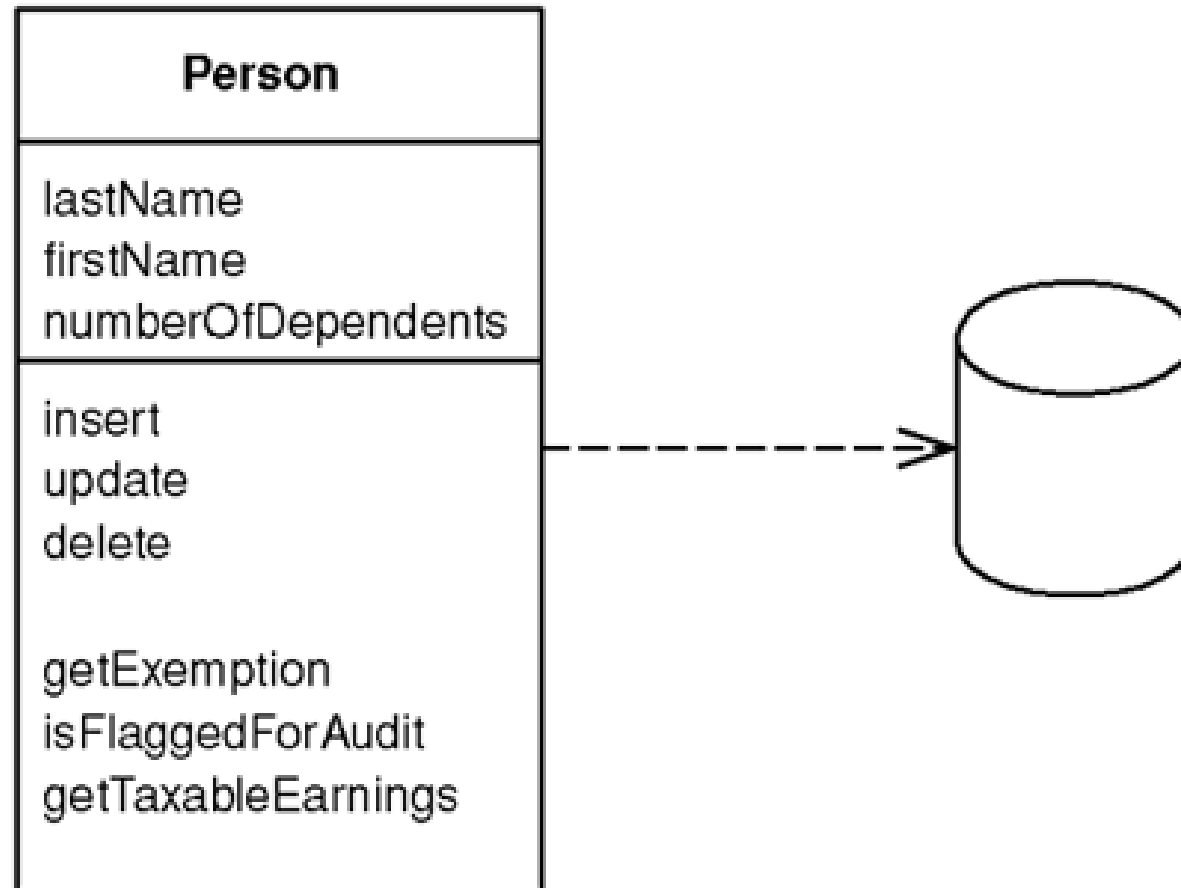 Person
lastName
firstName
numberOfDependents
insert
update
delete
getExemption
isFlaggedForAudit
getTaxableEarnings